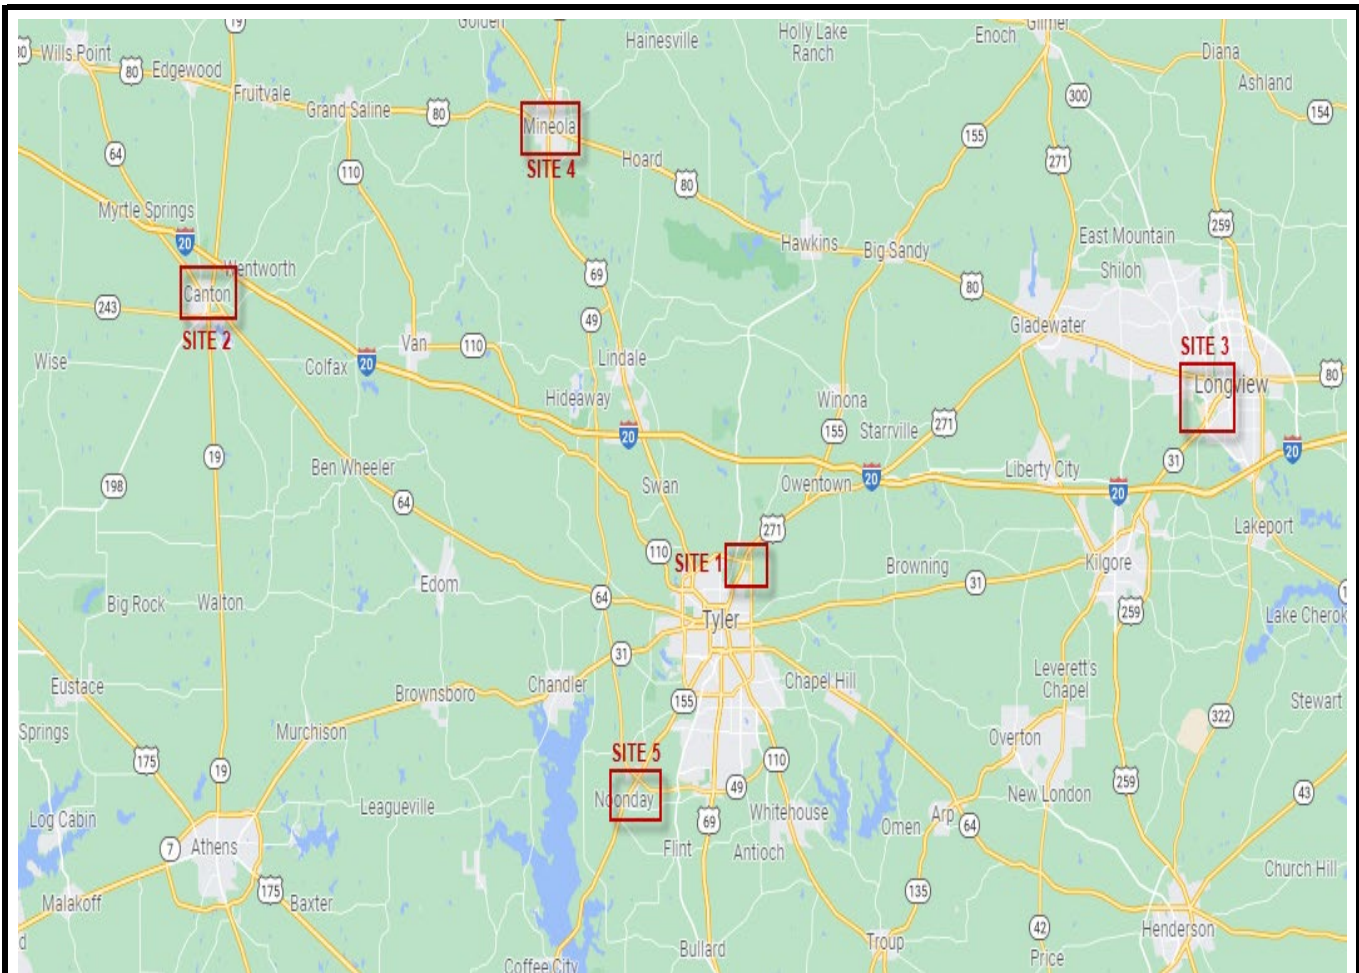 19
Golden
Hainesville
Holly Lake
Ranch
Enoch
Gilmer
Diana
80
Wills Point
80
Edgewood
Fruitvale
Grand Saline
80
Mineola
SITE 4
Hoard
80
300
Ashland
154
155
271
64
110
Myrtle Springs
20
Wentworth
Canton
SITE 2
243
69
49
Hawkins
Big Sandy
80
259
East Mountain
Shiloh
Gladewater
SITE 3
Longview
80
Wise
Colfax
20
Van
110
Lindale
Hideaway
Winona
155
Starrville
271
20
31
20
19
Ben Wheeler
64
198
Swan
Owentown
20
Liberty City
20
Lakeport
271
110
SITE 1
Browning
31
Kilgore
259
Edom
Big Rock
Walton
64
Tyler
31
Lake Cherok
Eustace
Brownsboro
Chandler
155
Chapel Hill
Leverett's
Chapel
Stewart
322
Springs
Murchison
175
19
SITE 5
Noonday
110
49
Overton
New London
259
43
Log Cabin
Leagueville
69
Whitehouse
Omen
Arp
64
7
Athens
Flint
Antioch
Church Hill
Malakoff
175
Baxter
135
42
Henderson
d
Coffee City
Bullard
Troup
Price